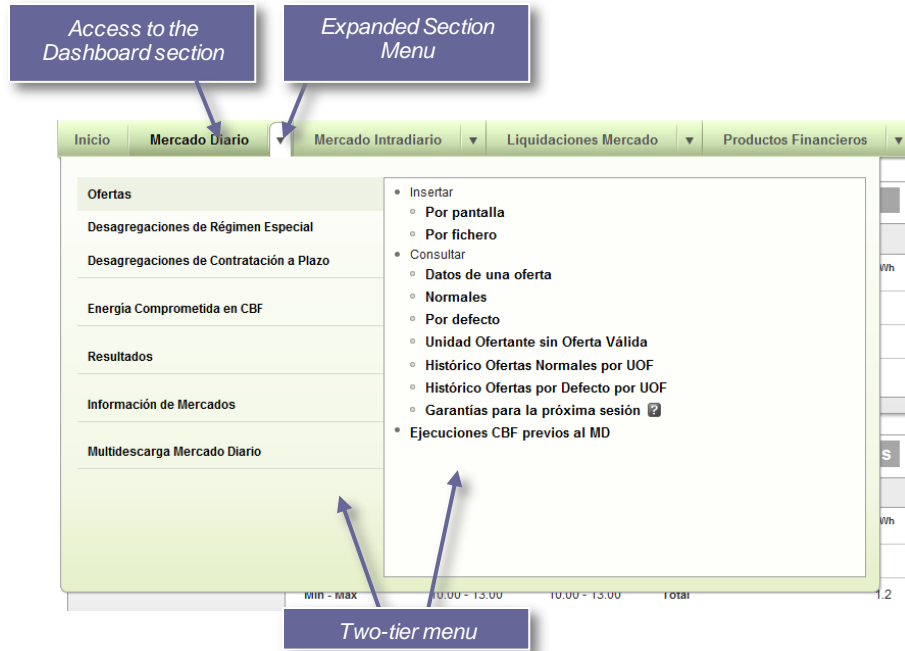 Access to the
Dashboard section
Expanded Section
Menu
Inicio Mercado Diario Mercado Intradiario Liquidaciones Mercado Productos Financieros
Ofertas
Desagregaciones de Régimen Especial
Desagregaciones de Contratación a Plazo
Energía Comprometida en CBF
Resultados
Información de Mercados
Multidescarga Mercado Diario
Insertar
Por pantalla
Por fichero
Consultar
Datos de una oferta
Normales
Por defecto
Unidad Ofertante sin Oferta Válida
Histórico Ofertas Normales por UOF
Histórico Ofertas por Defecto por UOF
Garantías para la próxima sesión ?
Ejecuciones CBF previos al MD
Wh
S
Wh
Min - Max 10.00 - 13.00 10.00 - 13.00 Total 1.2
Two-tier menu